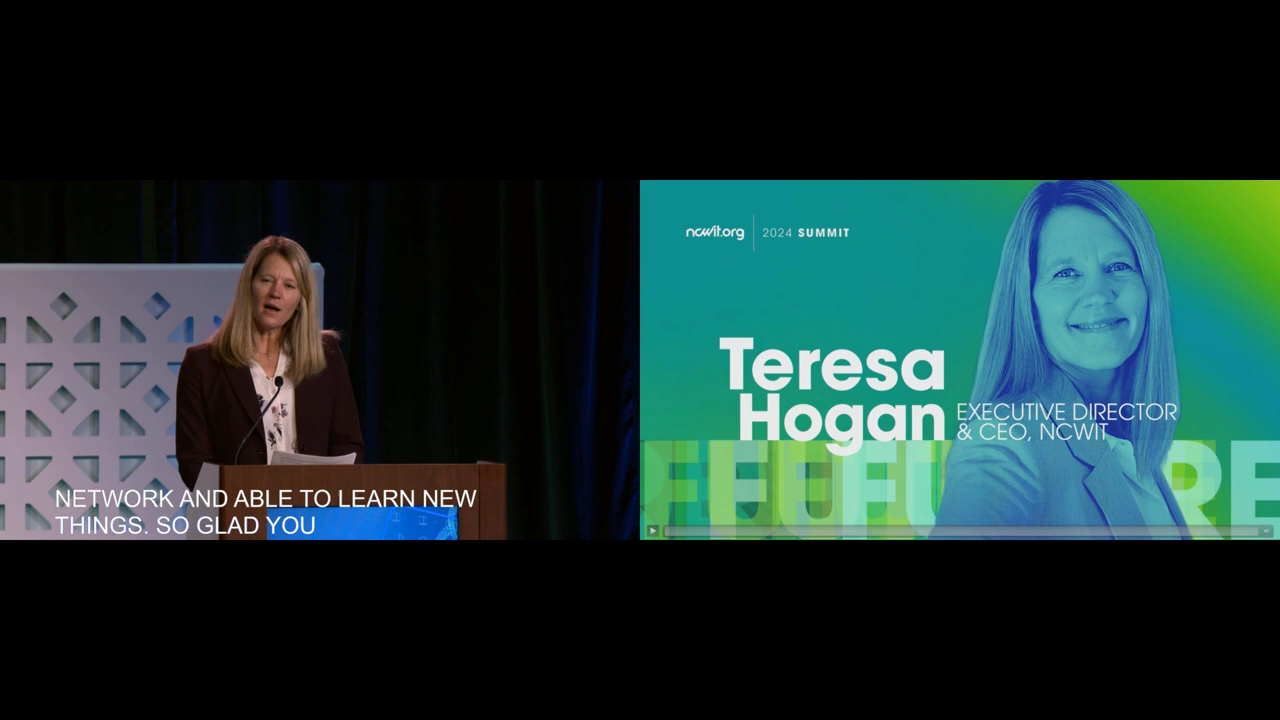 NETWORK AND ABLE TO LEARN NEW
THINGS. SO GLAD YOU
ncwit.org | 2024 SUMMIT
Teresa
Hogan
EXECUTIVE DIRECTOR
& CEO, NCWIT